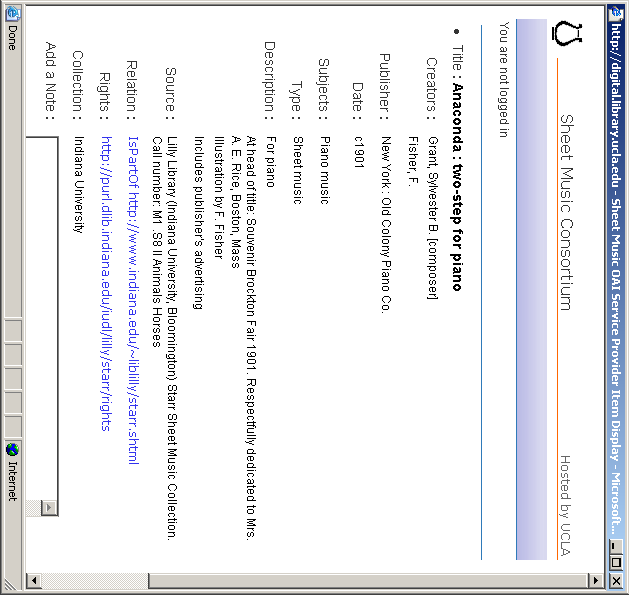 http://digital.library.ucla.edu - Sheet Music OAI Service Provider Item Display - Microsoft...
Sheet Music Consortium
Hosted by UCLA
You are not logged in
• Title : Anaconda : two-step for piano
Creators : Grant, Sylvester B. [composer]
Fisher, F.
Publisher : New York : Old Colony Piano Co.
Date : c1901
Subjects : Piano music
Type : Sheet music
Description : For piano
At head of title: Souvenir Brockton Fair 1901. Respectfully dedicated to Mrs.
A. E. Rice, Boston, Mass
Illustration by F. Fisher
Includes publisher's advertising
Source : Lilly Library (Indiana University, Bloomington) Starr Sheet Music Collection.
Call number: M1 .S8 II Animals Horses
Relation : IsPartOf http://www.indiana.edu/~liblilly/starr.shtml
Rights : http://purl.dlib.indiana.edu/iudl/lilly/starr/rights
Collection : Indiana University
Add a Note :
Done
Internet